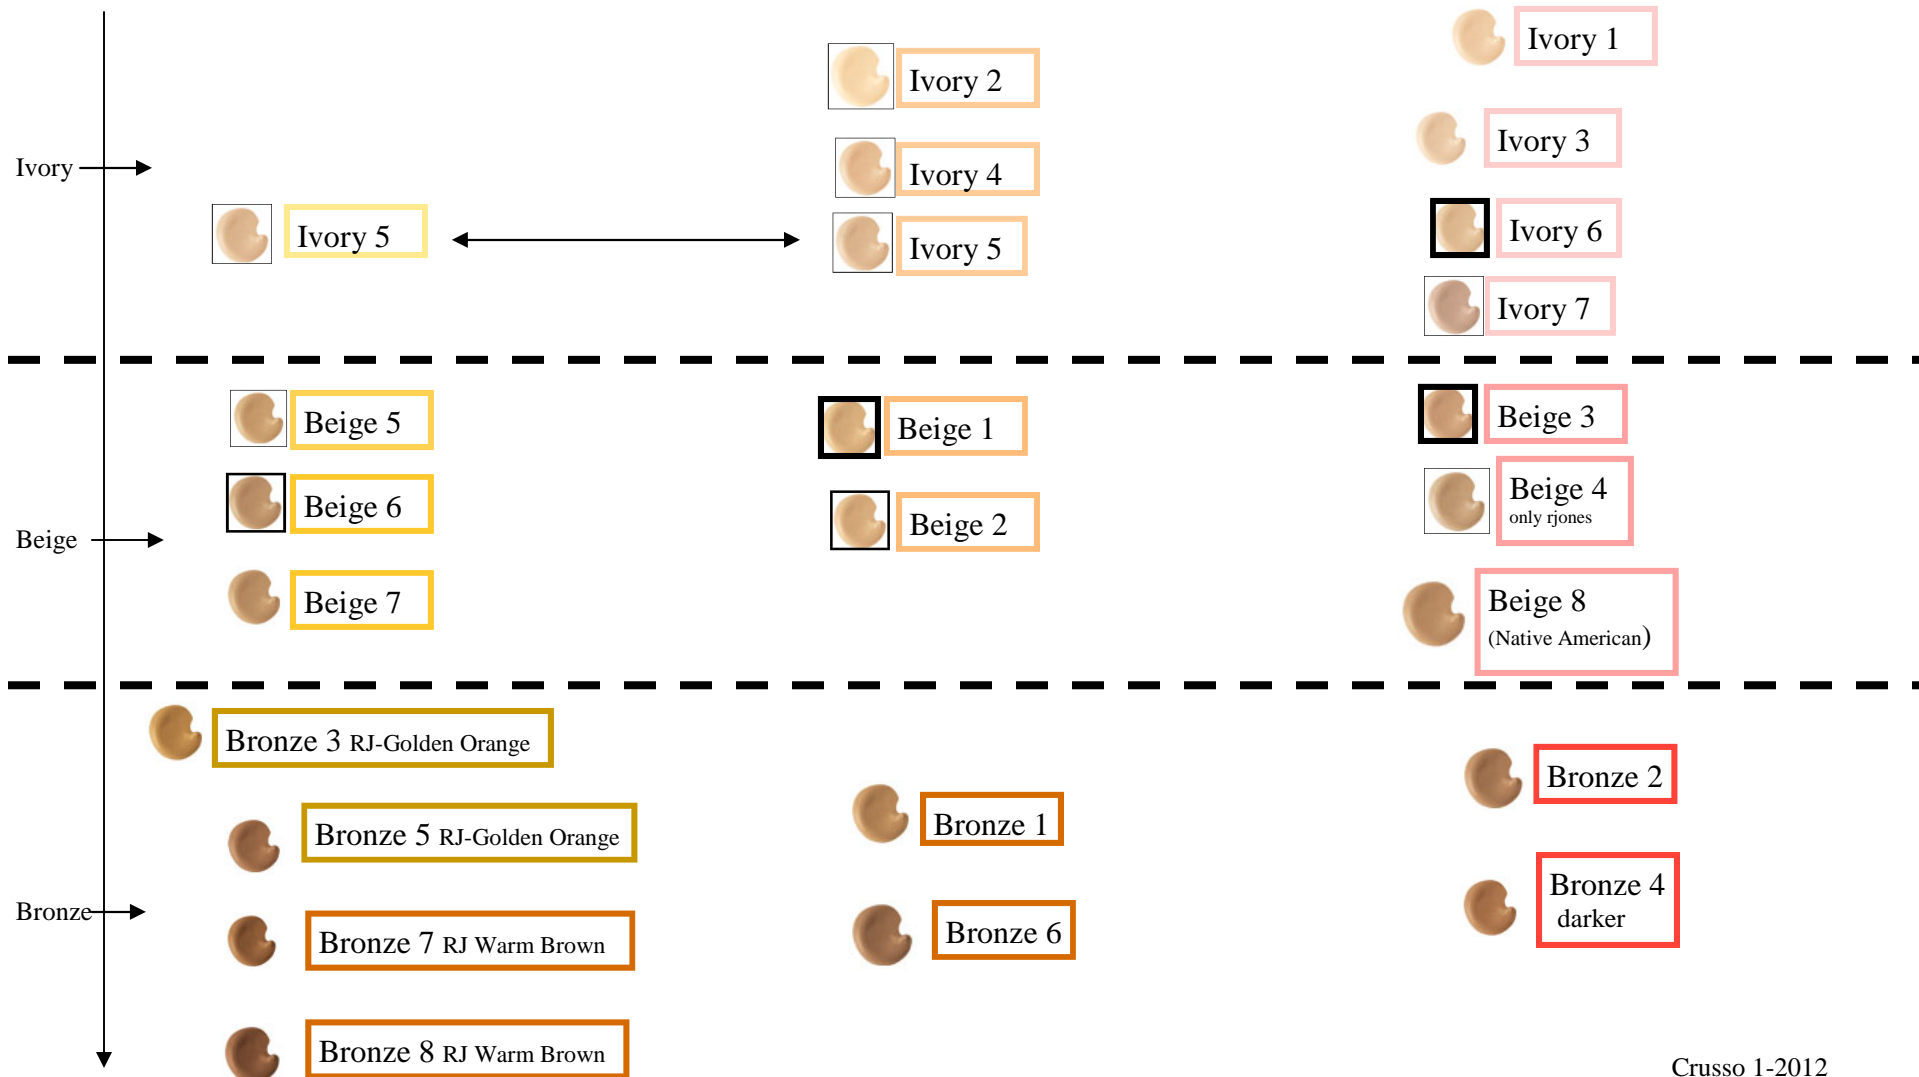 Ivory 1
Ivory 2
Ivory 3
Ivory
Ivory 4
Ivory 5
Ivory 5
Ivory 6
Ivory 7
Beige 5
Beige 1
Beige 3
Beige 6
Beige 2
Beige 4
only rjones
Beige
Beige 7
Beige 8
(Native American)
Bronze 3 RJ-Golden Orange
Bronze 2
Bronze 5 RJ-Golden Orange
Bronze 1
Bronze 4
darker
Bronze
Bronze 7 RJ Warm Brown
Bronze 6
Bronze 8 RJ Warm Brown
Crusso 1-2012